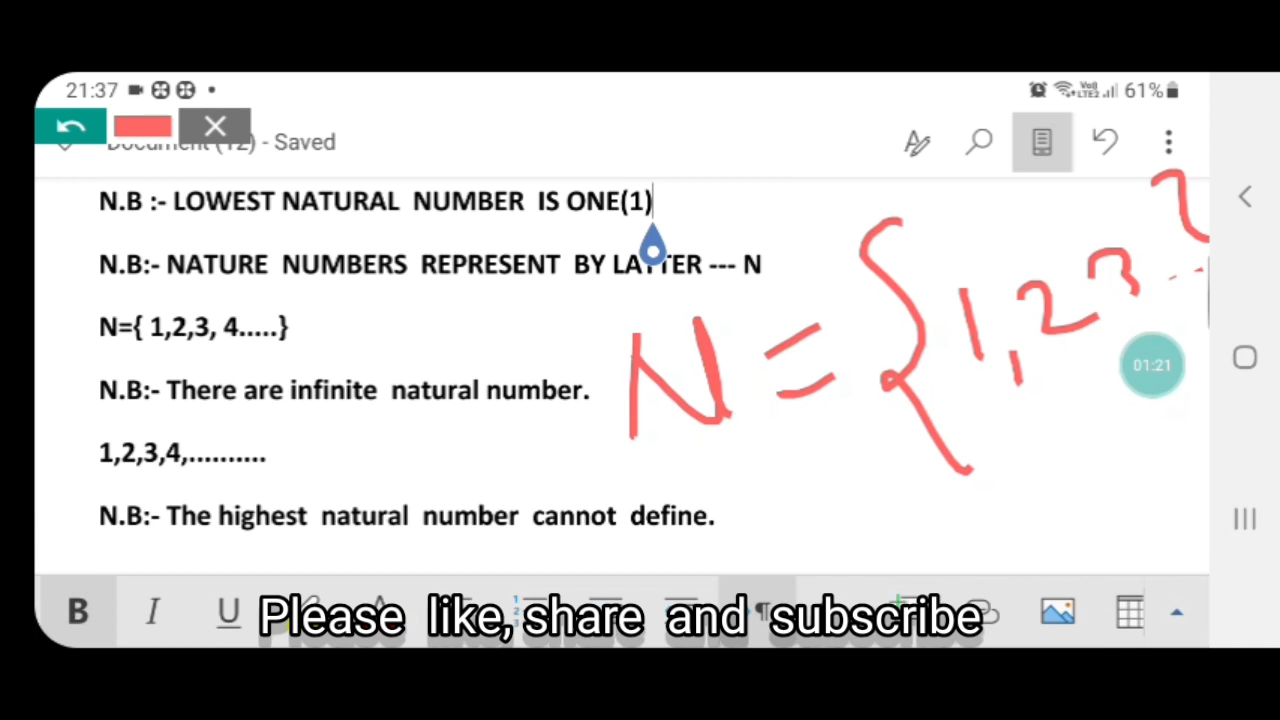 21:37 61%
Document (12) - Saved
N.B :- LOWEST NATURAL NUMBER IS ONE(1)
N.B:- NATURE NUMBERS REPRESENT BY LATTER --- N
N={ 1,2,3, 4.....}
N = { 1, 2 3 ...
01:21
N.B:- There are infinite natural number.
1,2,3,4,..........
N.B:- The highest natural number cannot define.
B I U
Please like, share and subscribe